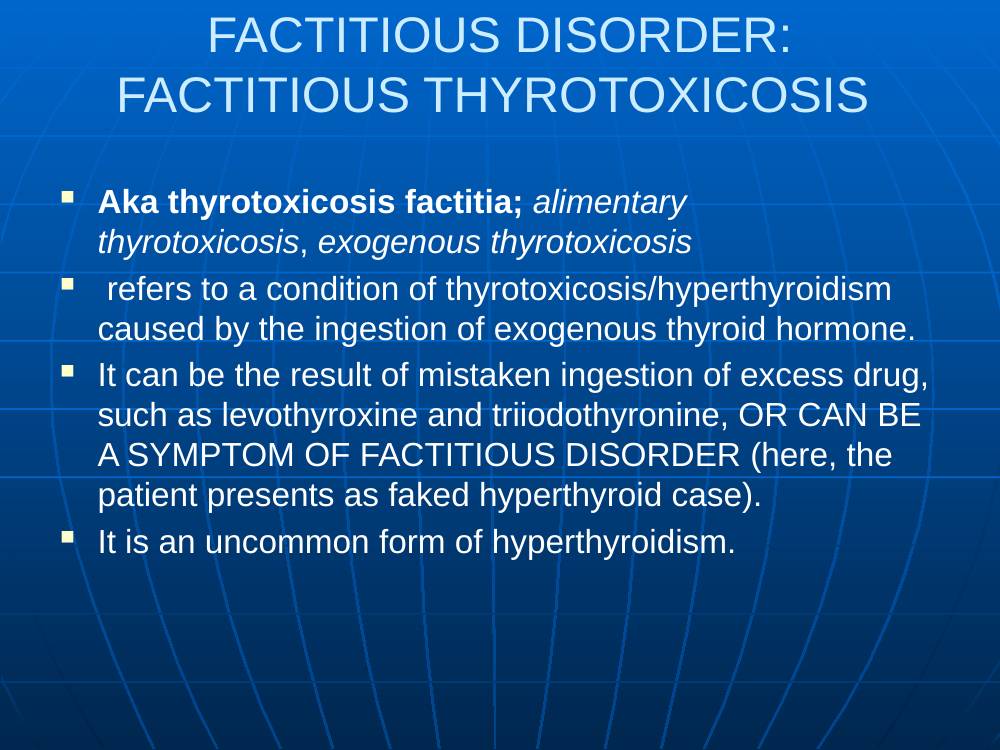 FACTITIOUS DISORDER:
FACTITIOUS THYROTOXICOSIS
Aka thyrotoxicosis factitia; alimentary
thyrotoxicosis, exogenous thyrotoxicosis
refers to a condition of thyrotoxicosis/hyperthyroidism
caused by the ingestion of exogenous thyroid hormone.
It can be the result of mistaken ingestion of excess drug,
such as levothyroxine and triiodothyronine, OR CAN BE
A SYMPTOM OF FACTITIOUS DISORDER (here, the
patient presents as faked hyperthyroid case).
It is an uncommon form of hyperthyroidism.